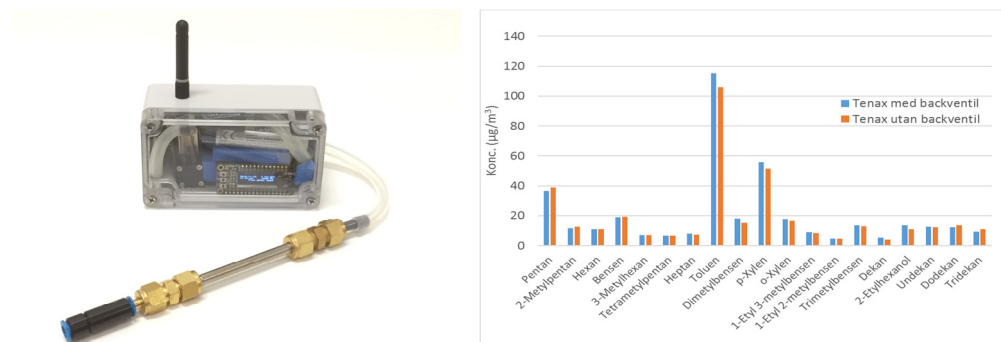 140
120
100
80
60
40
20
0
Konc. (µg/m³)
Tenax med backventil
Tenax utan backventil
Pentan
2-Metylpentan
Hexan
Bensen
3-Metylhexan
Tetrametylpentan
Heptan
Toluen
Dimetylbensen
p-Xylen
o-Xylen
1-Etyl 3-metylbensen
1-Etyl 2-metylbensen
Trimetylbensen
Dekan
2-Etylhexanol
Undekan
Dodekan
Tridekan